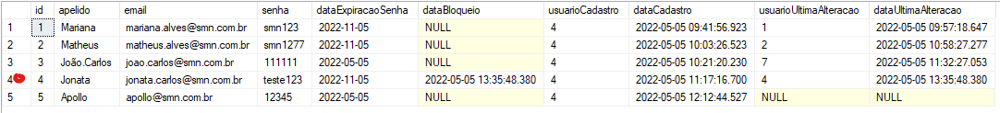 id apelido email senha dataExpiracaoSenha dataBloqueio usuarioCadastro dataCadastro usuarioUltimaAlteracao dataUltimaAlteracao
1 1 Mariana mariana.alves@smn.com.br smn123 2022-11-05 NULL 4 2022-05-05 09:41:56.923 1 2022-05-05 09:57:18.647
2 2 Matheus matheus.alves@smn.com.br smn1277 2022-11-05 NULL 4 2022-05-05 10:03:26.523 2 2022-05-05 10:58:27.277
3 3 João.Carlos joao.carlos@smn.com.br 111111 2022-05-05 NULL 4 2022-05-05 10:21:20.230 7 2022-05-05 11:32:27.053
4 4 Jonata jonata.carlos@smn.com.br teste123 2022-11-05 2022-05-05 13:35:48.380 4 2022-05-05 11:17:16.700 4 2022-05-05 13:35:48.380
5 5 Apollo apollo@smn.com.br 12345 2022-05-05 NULL 4 2022-05-05 12:12:44.527 NULL NULL